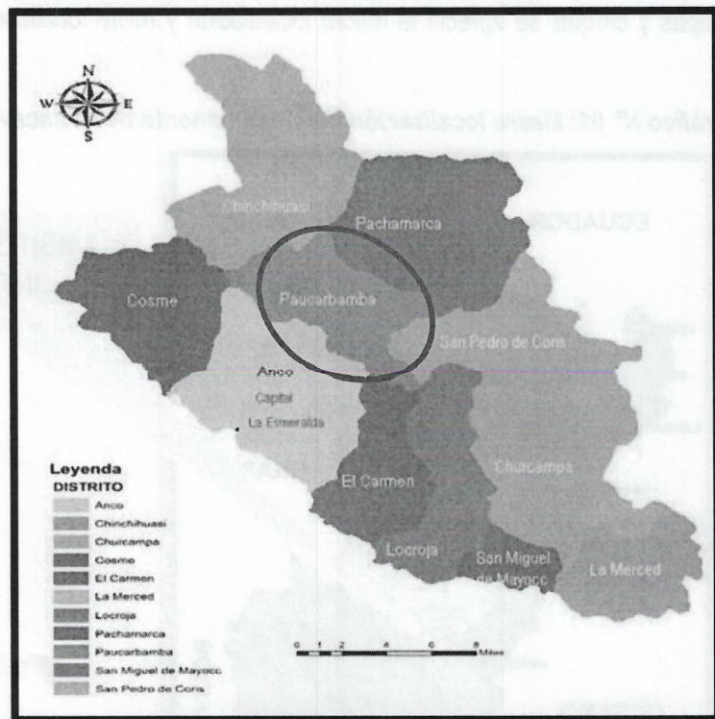 N
W E
S
Chinchihuasi
Pachamarca
Cosme
Paucarbamba
San Pedro de Coris
Anco
Capital
La Esmeralda
Churcampa
El Carmen
Locroja
San Miguel
de Mayocc
La Merced
Leyenda
DISTRITO
Anco
Chinchihuasi
Churcampa
Cosme
El Carmen
La Merced
Locroja
Pachamarca
Paucarbamba
San Miguel de Mayocc
San Pedro de Coris
0 1 2 4 6 8
Miles